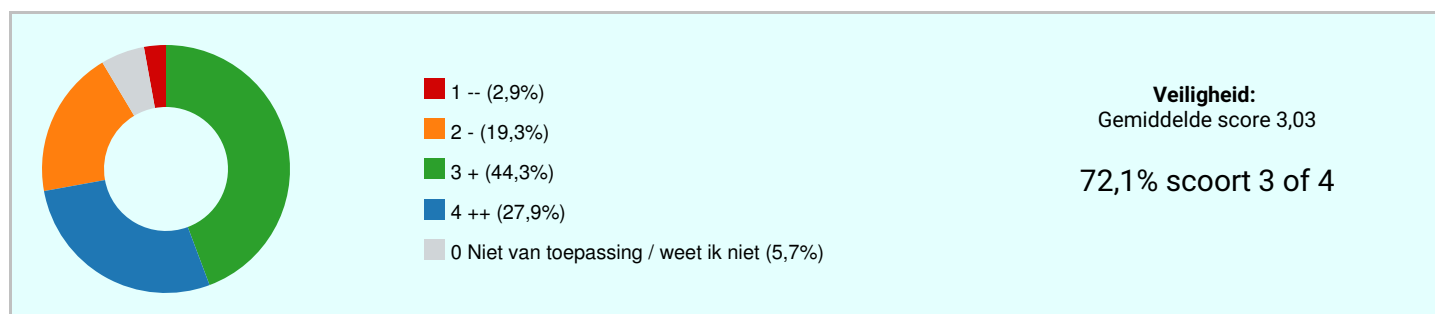 1 -- (2,9%)
2 - (19,3%)
3 + (44,3%)
4 ++ (27,9%)
0 Niet van toepassing / weet ik niet (5,7%)
Veiligheid:
Gemiddelde score 3,03
72,1% scoort 3 of 4